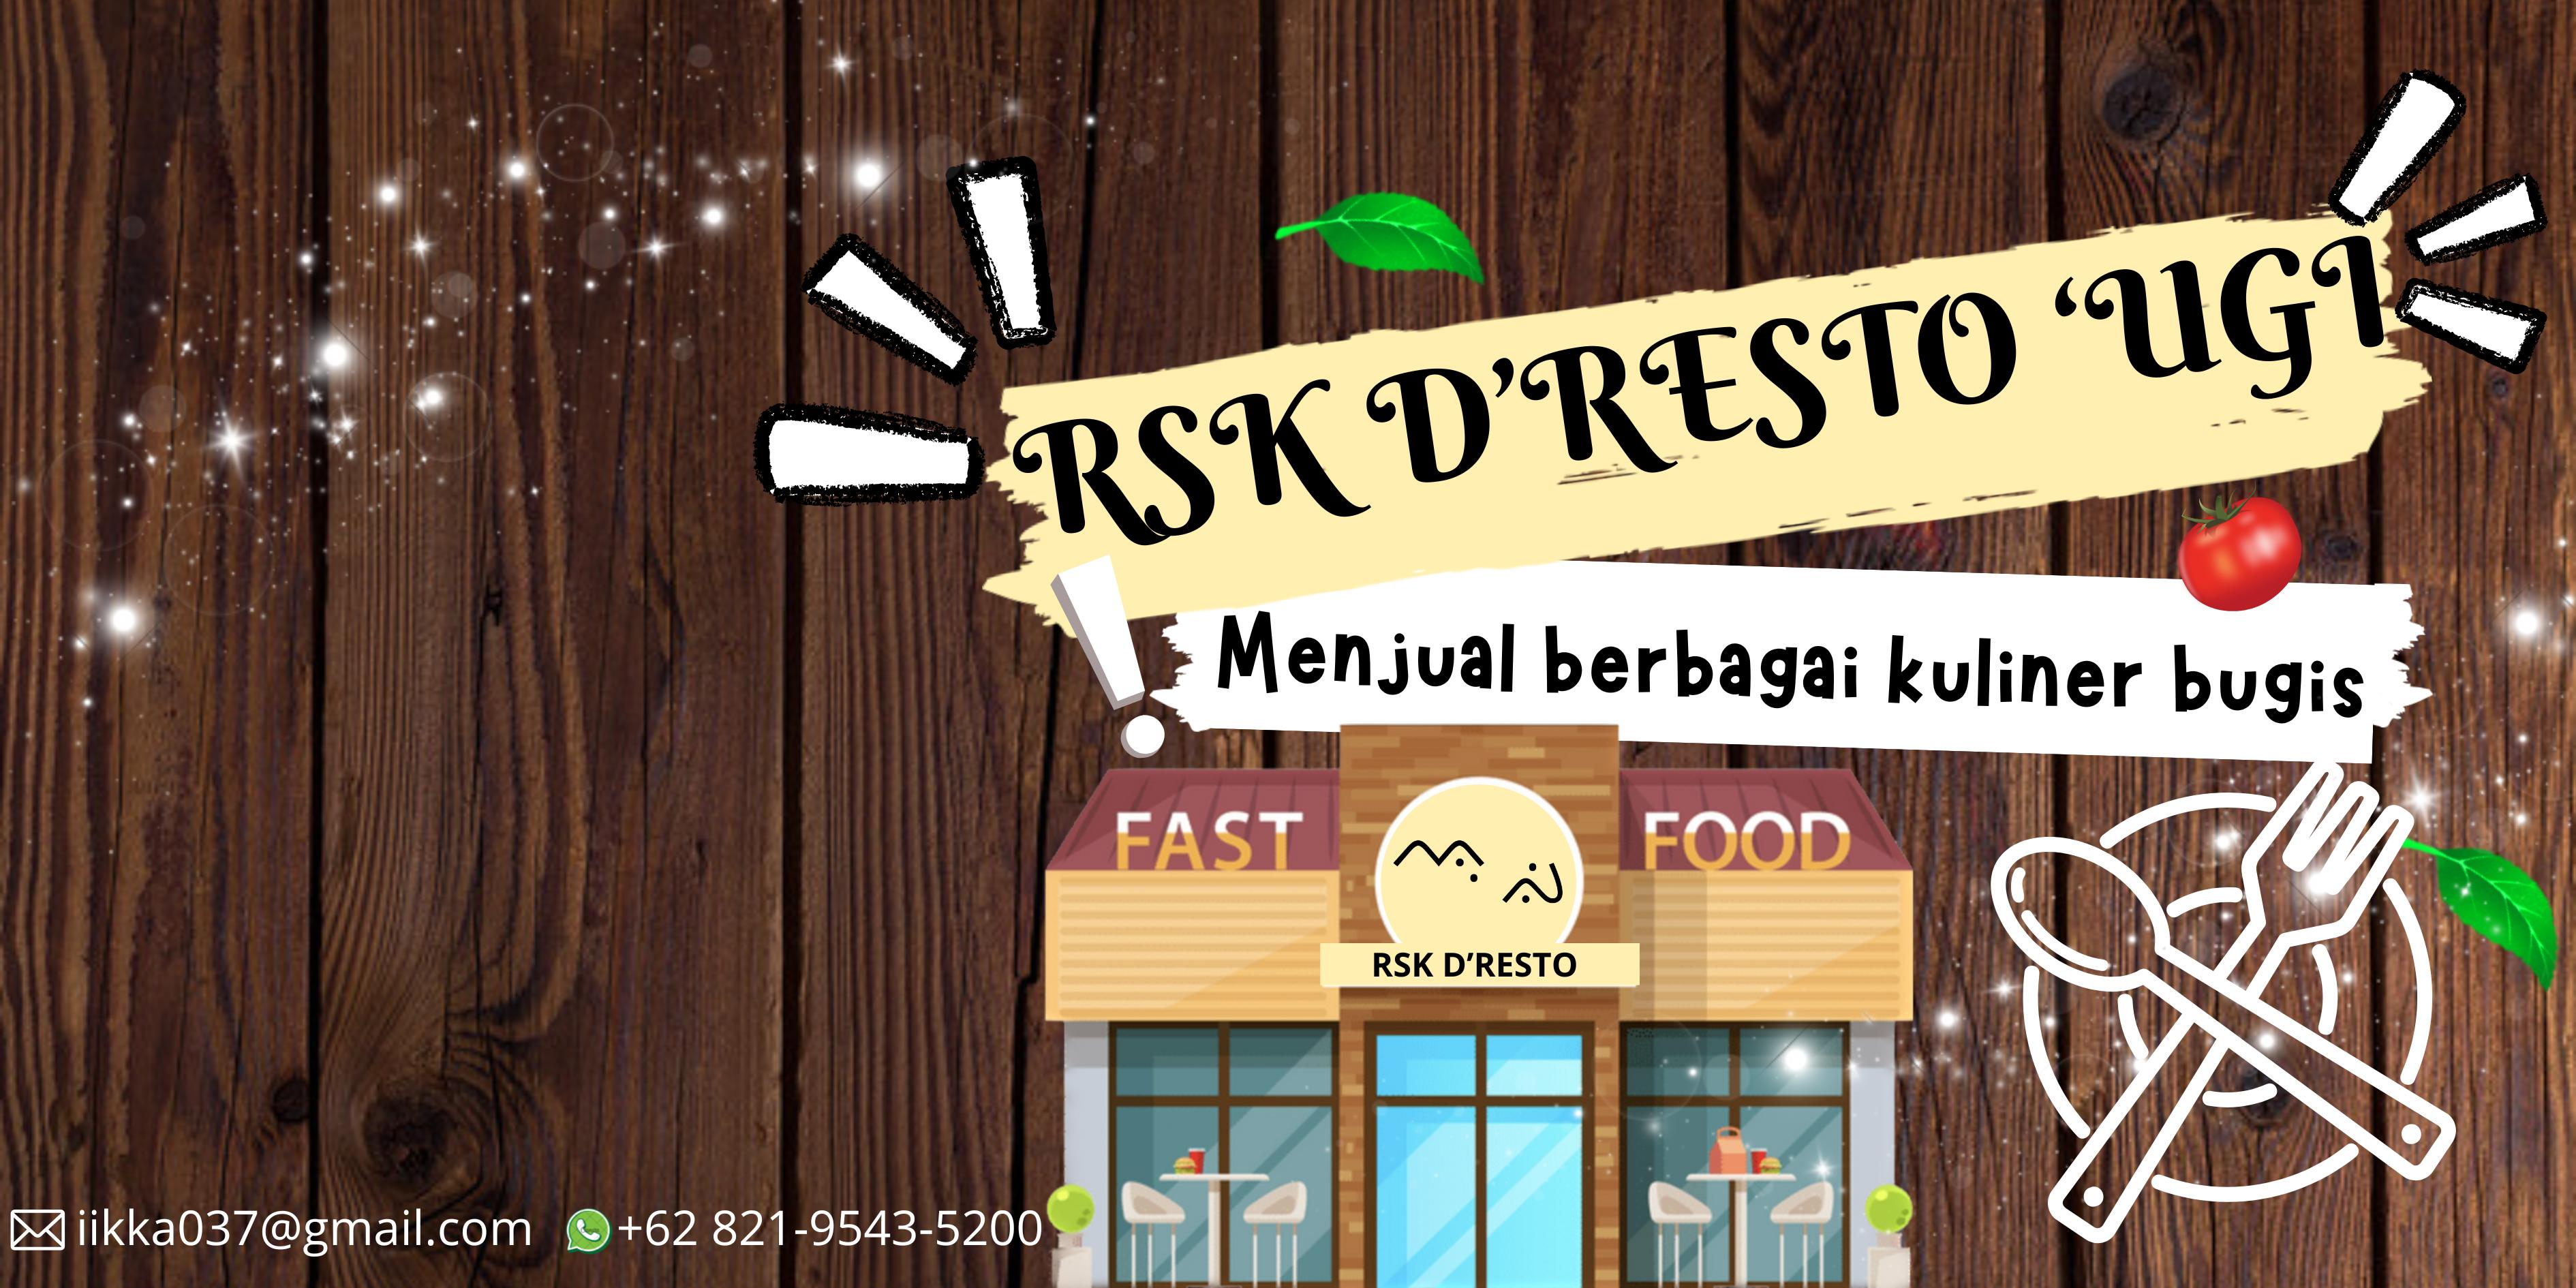 RSK D’RESTO ‘UGI
Menjual berbagai kuliner bugis
FAST FOOD
RSK D’RESTO
iikka037@gmail.com
+62 821-9543-5200